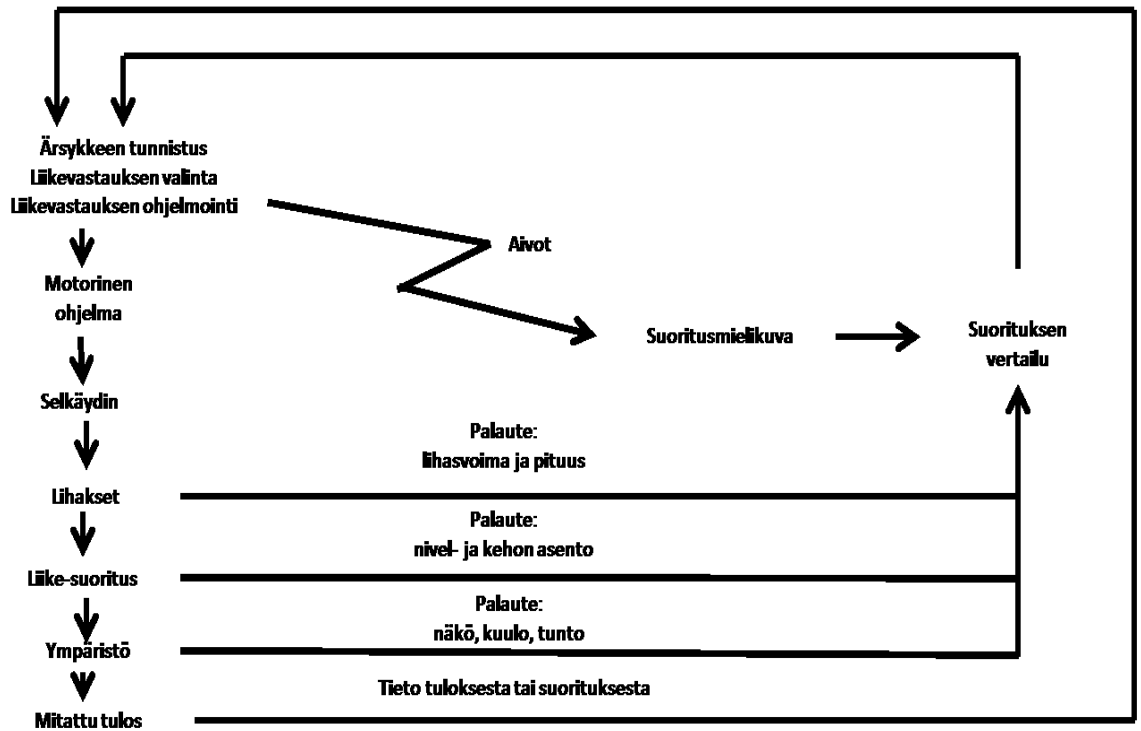 Ärsykkeen tunnistus
Liikevastauksen valinta
Liikevastauksen ohjelmointi
Aivot
Motorinen
ohjelma
Suoritusmielikuva
Suorituksen
vertailu
Selkäydin
Palaute:
lihasvoima ja pituus
Lihakset
Palaute:
nivel- ja kehon asento
Liike-suoritus
Palaute:
näkö, kuulo, tunto
Ympäristö
Tieto tuloksesta tai suorituksesta
Mitattu tulos